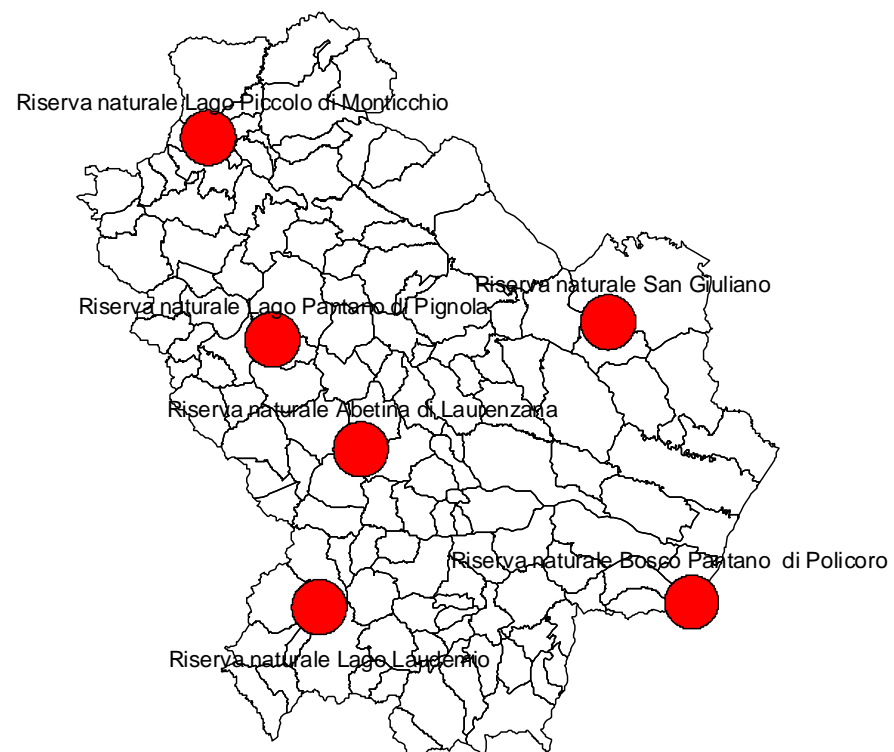 Riserva naturale Lago Piccolo di Monticchio
Riserva naturale San Giuliano
Riserva naturale Lago Pantano di Pignola
Riserva naturale Abetina di Laurenzana
Riserva naturale Bosco Pantano  di Policoro
Riserva naturale Lago Laudemio